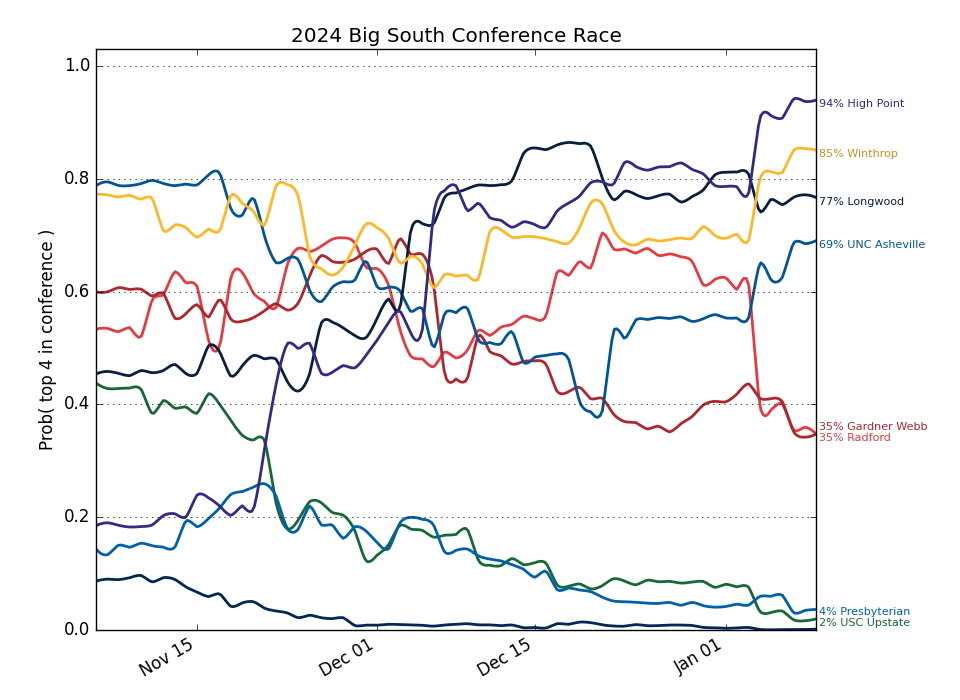 2024 Big South Conference Race
Prob( top 4 in conference )
1.0
0.8
0.6
0.4
0.2
0.0
Nov 15
Dec 01
Dec 15
Jan 01
94% High Point
85% Winthrop
77% Longwood
69% UNC Asheville
35% Gardner Webb
35% Radford
4% Presbyterian
2% USC Upstate